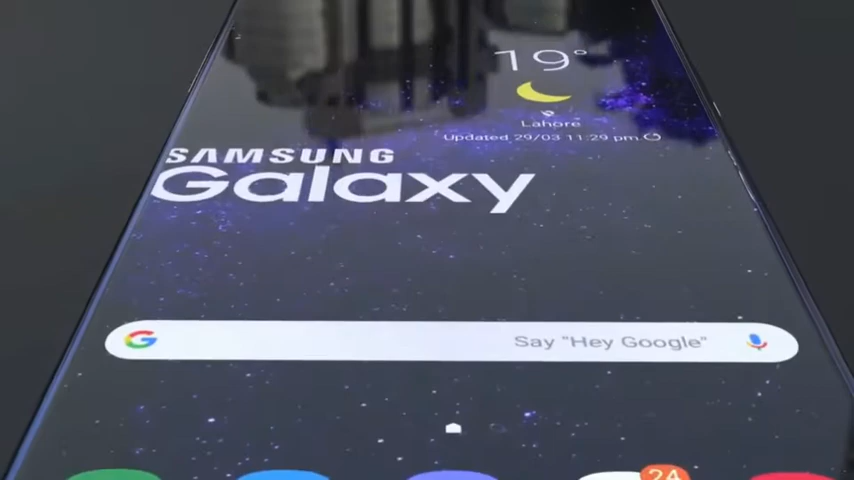 19°
Lahore
Updated 29/03 11:29 pm
SAMSUNG
Galaxy
G Say "Hey Google"
24